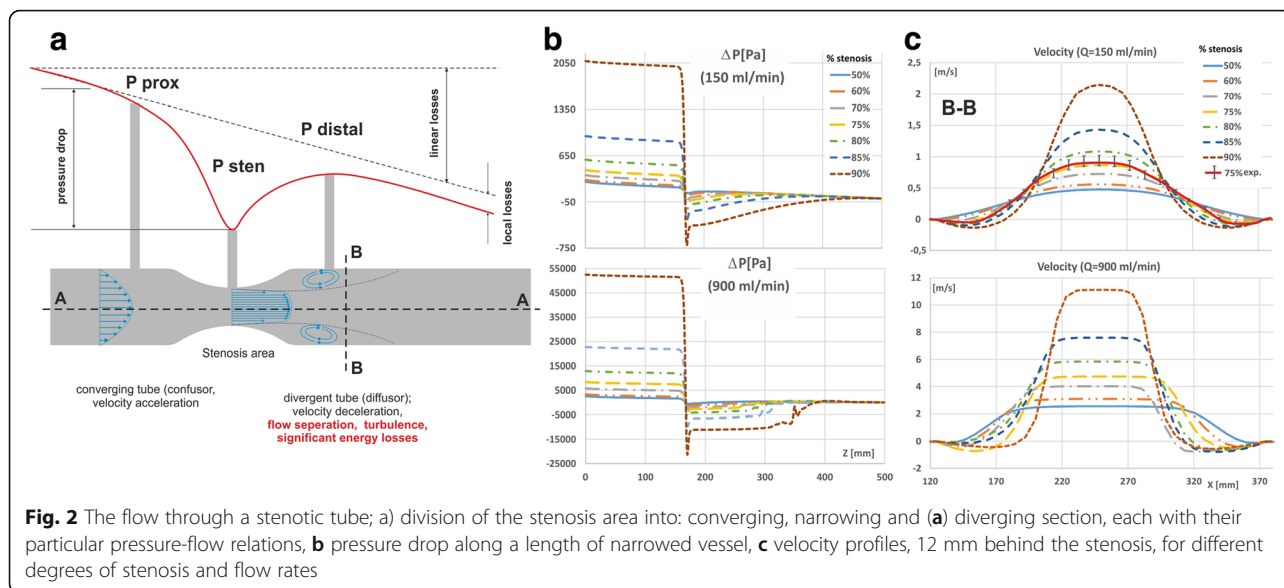 a
P prox
pressure drop
P sten
P distal
linear losses
local losses
A
A
B
B
Stenosis area
converging tube (confusor,
velocity acceleration
divergent tube (diffusor);
velocity deceleration,
flow seperation, turbulence,
significant energy losses
b
ΔP[Pa]
(150 ml/min)
% stenosis
50%
60%
70%
75%
80%
85%
90%
2050
1350
650
-50
-750
0
100
200
300
400
500
ΔP[Pa]
(900 ml/min)
55000
45000
35000
25000
15000
5000
-5000
-15000
-25000
0
100
200
300
400
500
Z [mm]
c
Velocity (Q=150 ml/min)
[m/s]
B-B
% stenosis
50%
60%
70%
75%
80%
85%
90%
75%exp.
2,5
2
1,5
1
0,5
0
-0,5
Velocity (Q=900 ml/min)
[m/s]
12
10
8
6
4
2
0
-2
120
170
220
270
320
370
X [mm]
Fig. 2 The flow through a stenotic tube; a) division of the stenosis area into: converging, narrowing and (a) diverging section, each with their
particular pressure-flow relations, b pressure drop along a length of narrowed vessel, c velocity profiles, 12 mm behind the stenosis, for different
degrees of stenosis and flow rates